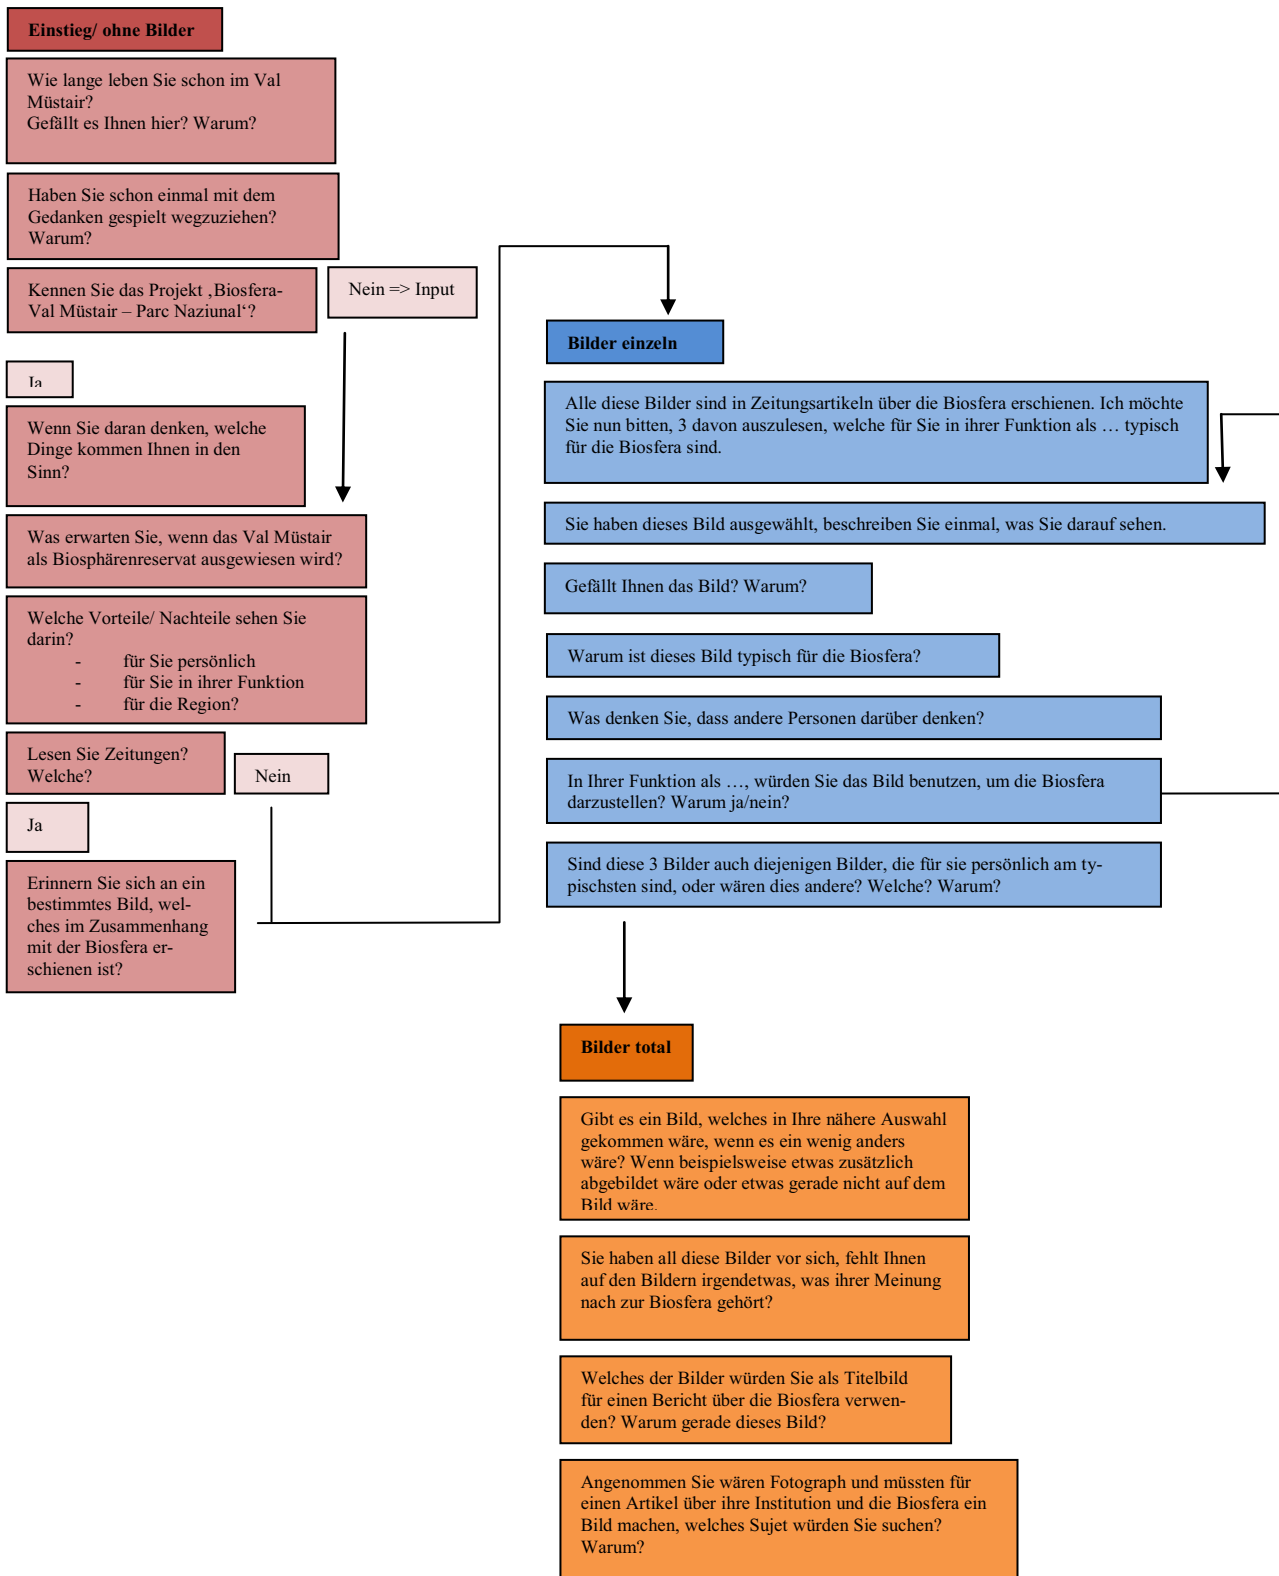 Einstieg/ ohne Bilder
Wie lange leben Sie schon im Val
Müstair?
Gefällt es Ihnen hier? Warum?
Haben Sie schon einmal mit dem
Gedanken gespielt wegzuziehen?
Warum?
Kennen Sie das Projekt ‚Biosfera-
Val Müstair – Parc Naziunal‘?
Nein => Input
Ja
Wenn Sie daran denken, welche
Dinge kommen Ihnen in den
Sinn?
Was erwarten Sie, wenn das Val Müstair
als Biosphärenreservat ausgewiesen wird?
Welche Vorteile/ Nachteile sehen Sie
darin?
- für Sie persönlich
- für Sie in ihrer Funktion
- für die Region?
Lesen Sie Zeitungen?
Welche?
Nein
Ja
Erinnern Sie sich an ein
bestimmtes Bild, wel-
ches im Zusammenhang
mit der Biosfera er-
schienen ist?
Bilder einzeln
Alle diese Bilder sind in Zeitungsartikeln über die Biosfera erschienen. Ich möchte
Sie nun bitten, 3 davon auszulesen, welche für Sie in ihrer Funktion als … typisch
für die Biosfera sind.
Sie haben dieses Bild ausgewählt, beschreiben Sie einmal, was Sie darauf sehen.
Gefällt Ihnen das Bild? Warum?
Warum ist dieses Bild typisch für die Biosfera?
Was denken Sie, dass andere Personen darüber denken?
In Ihrer Funktion als …, würden Sie das Bild benutzen, um die Biosfera
darzustellen? Warum ja/nein?
Sind diese 3 Bilder auch diejenigen Bilder, die für sie persönlich am ty-
pischsten sind, oder wären dies andere? Welche? Warum?
Bilder total
Gibt es ein Bild, welches in Ihre nähere Auswahl
gekommen wäre, wenn es ein wenig anders
wäre? Wenn beispielsweise etwas zusätzlich
abgebildet wäre oder etwas gerade nicht auf dem
Bild wäre.
Sie haben all diese Bilder vor sich, fehlt Ihnen
auf den Bildern irgendetwas, was ihrer Meinung
nach zur Biosfera gehört?
Welches der Bilder würden Sie als Titelbild
für einen Bericht über die Biosfera verwen-
den? Warum gerade dieses Bild?
Angenommen Sie wären Fotograph und müssten für
einen Artikel über ihre Institution und die Biosfera ein
Bild machen, welches Sujet würden Sie suchen?
Warum?